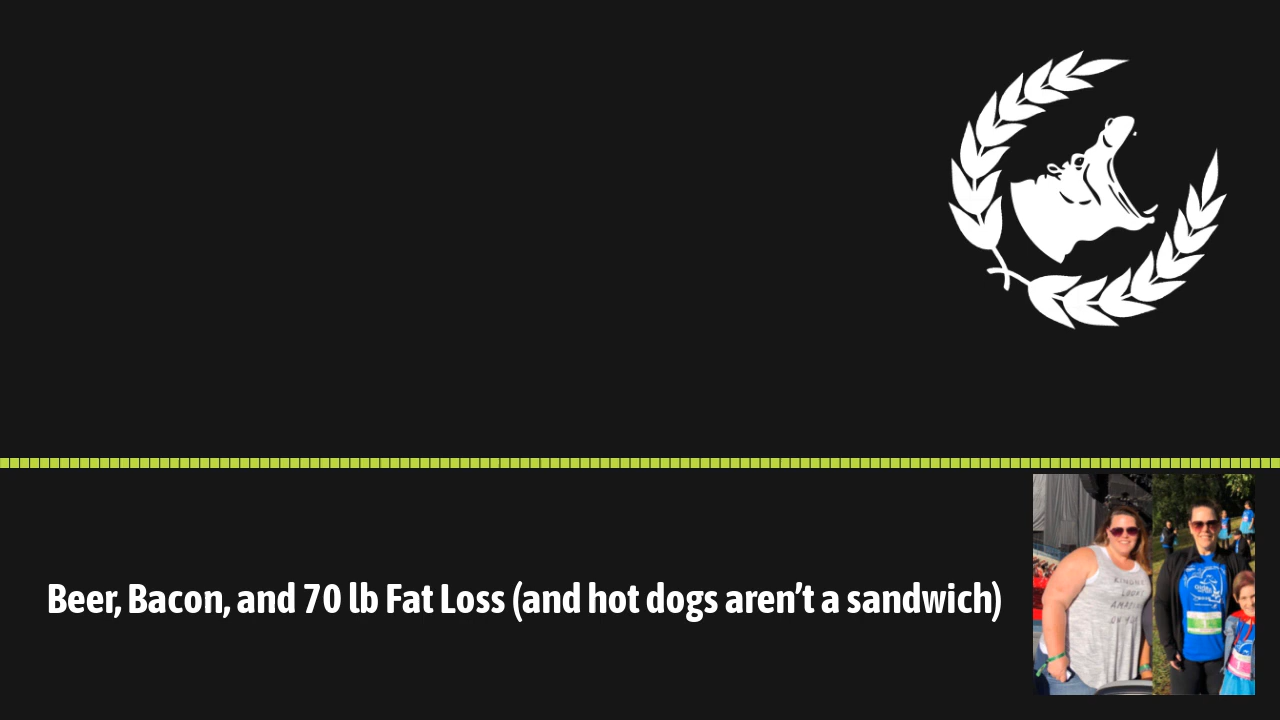 Beer, Bacon, and 70 lb Fat Loss (and hot dogs aren’t a sandwich)